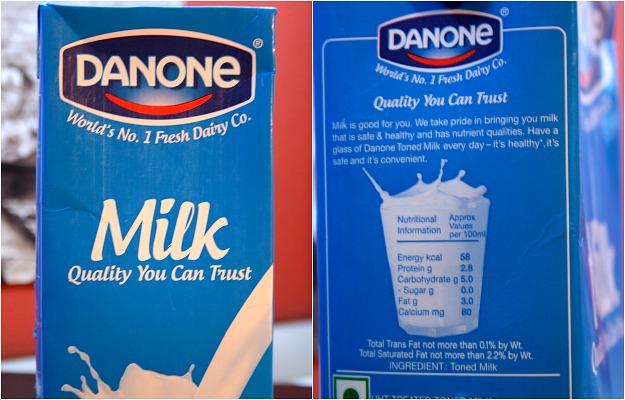 DANONE
®
World's No. 1 Fresh Dairy Co.
Milk
Quality You Can Trust
DANONE
®
World's No. 1 Fresh Dairy Co.
Quality You Can Trust
Milk is good for you. We take pride in bringing you milk
that is safe & healthy and has nutrient qualities. Have a
glass of Danone Toned Milk every day – it's healthy*, it's
safe and it's convenient.
Nutritional Approx
Information Values
per 100ml
Energy kcal 58
Protein g 2.8
Carbohydrate g 5.0
- Sugar g 0.0
Fat g 3.0
Calcium mg 80
Total Trans Fat not more than 0.1% by Wt.
Total Saturated Fat not more than 2.2% by Wt.
INGREDIENT: Toned Milk
UHT TREATED TONED MILK